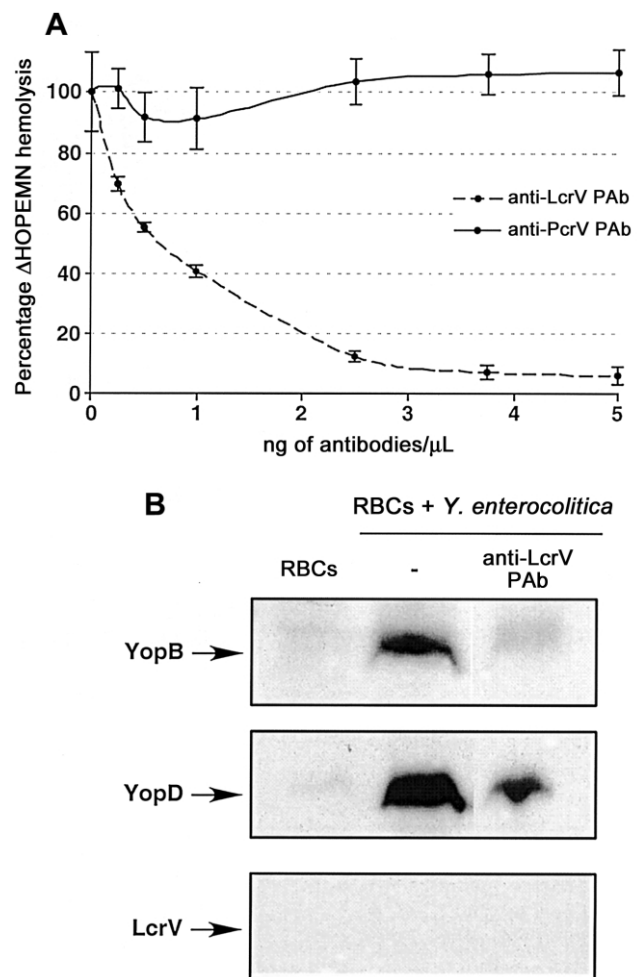 A
Percentage ΔHOPEMN hemolysis
100
80
60
40
20
0
anti-LcrV PAb
anti-PcrV PAb
0 1 2 3 4 5
ng of antibodies/μL
B
RBCs + Y. enterocolitica
RBCs - anti-LcrV PAb
YopB
YopD
LcrV